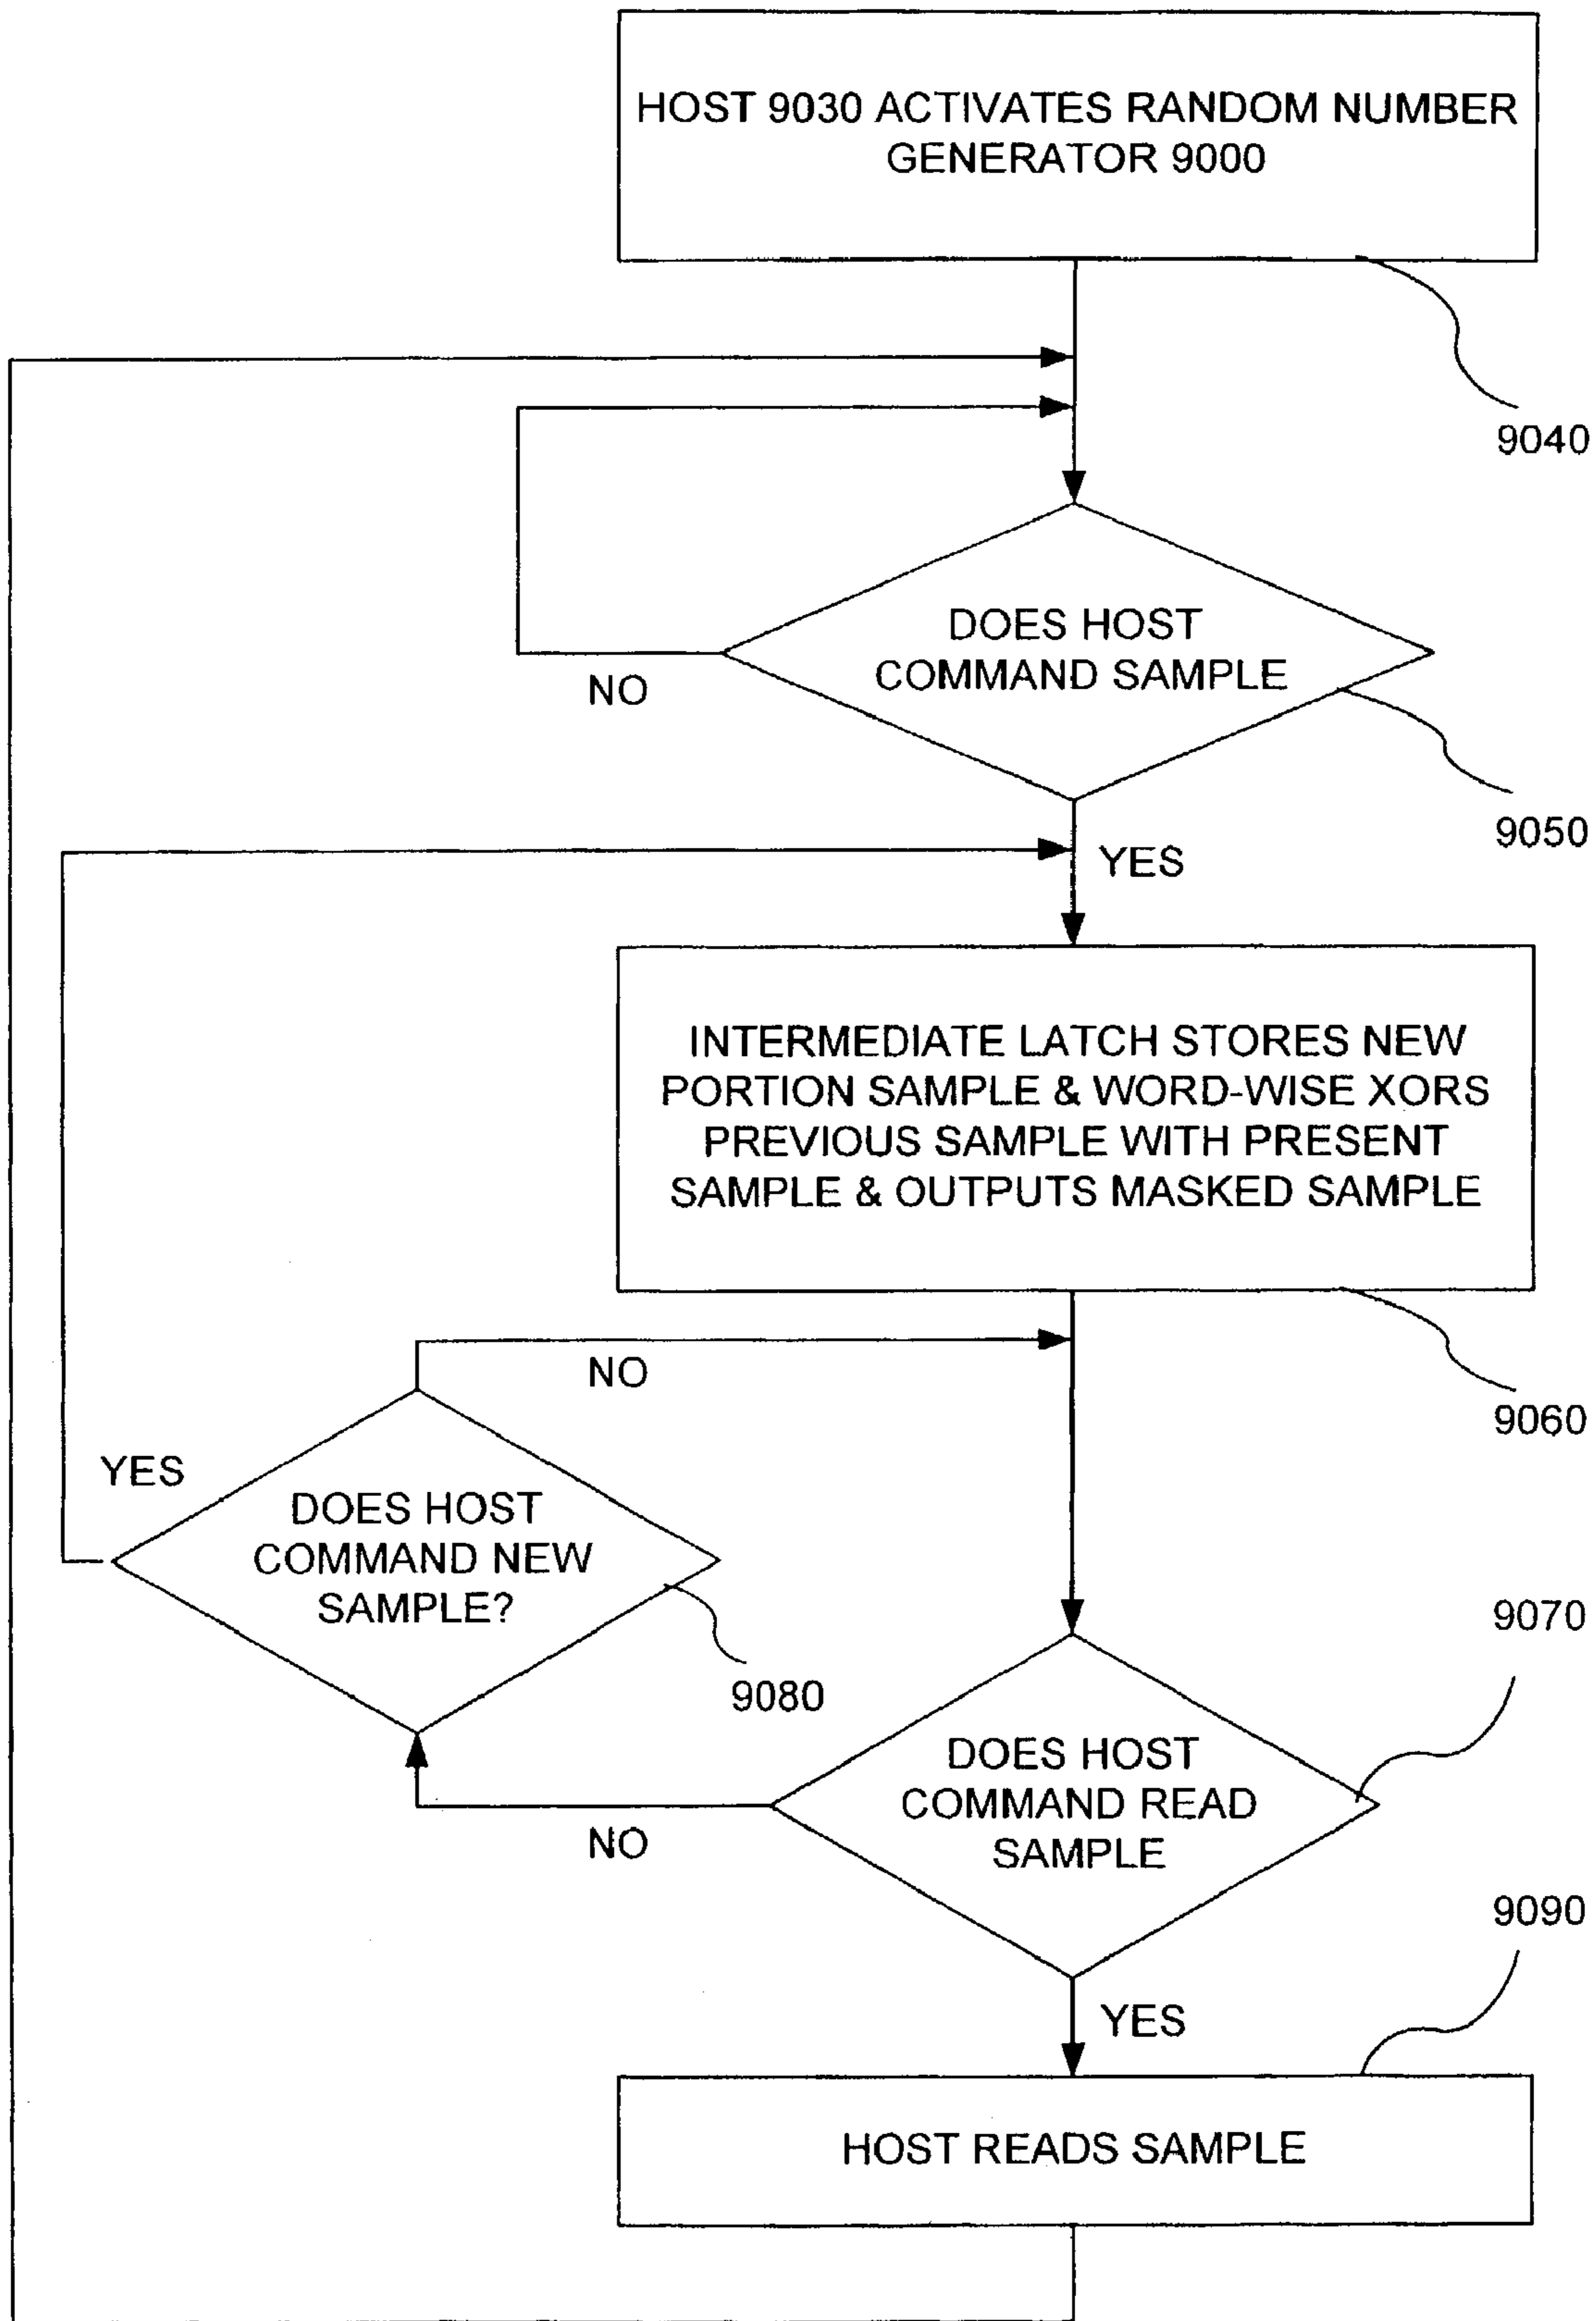 HOST 9030 ACTIVATES RANDOM NUMBER
GENERATOR 9000
9040
DOES HOST
COMMAND SAMPLE
NO
9050
YES
INTERMEDIATE LATCH STORES NEW
PORTION SAMPLE & WORD-WISE XORS
PREVIOUS SAMPLE WITH PRESENT
SAMPLE & OUTPUTS MASKED SAMPLE
NO
9060
YES
DOES HOST
COMMAND NEW
SAMPLE?
9080
9070
DOES HOST
COMMAND READ
SAMPLE
NO
9090
YES
HOST READS SAMPLE